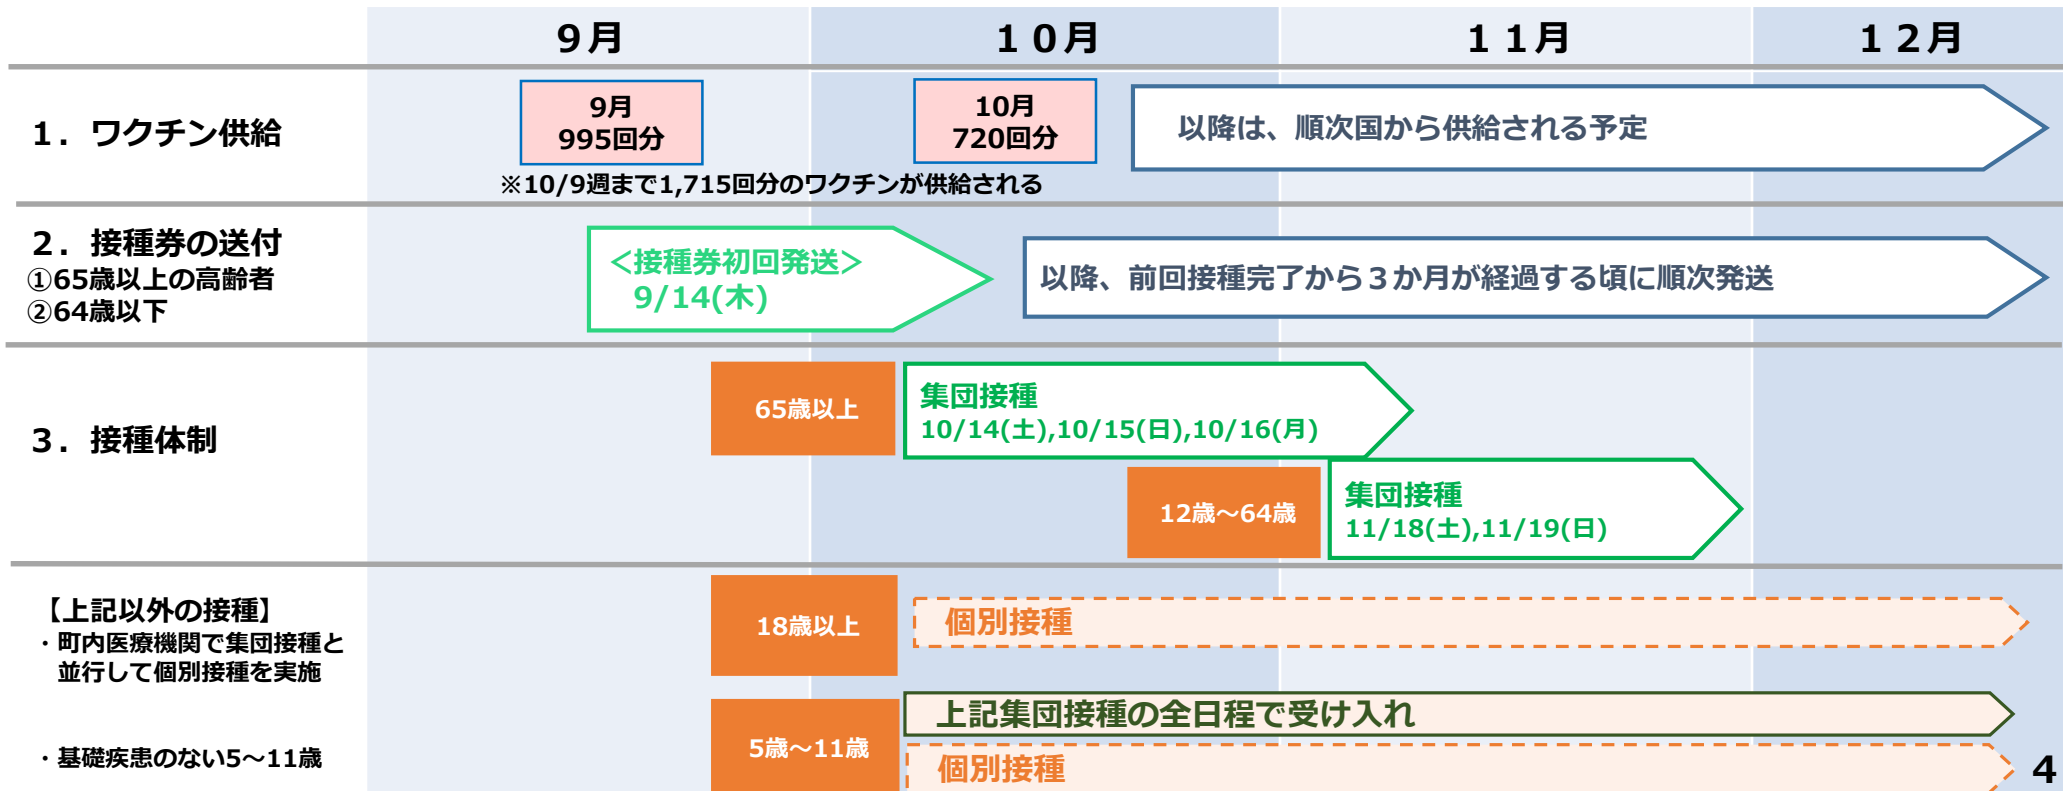 ９月
１０月
１１月
１２月
１．ワクチン供給
9月
995回分
10月
720回分
以降は、順次国から供給される予定
※10/9週まで1,715回分のワクチンが供給される
２．接種券の送付
①65歳以上の高齢者
②64歳以下
＜接種券初回発送＞
9/14(木)
以降、前回接種完了から３か月が経過する頃に順次発送
３．接種体制
65歳以上
集団接種
10/14(土),10/15(日),10/16(月)
12歳～64歳
集団接種
11/18(土),11/19(日)
【上記以外の接種】
・町内医療機関で集団接種と
並行して個別接種を実施
18歳以上
個別接種
・基礎疾患のない5～11歳
5歳～11歳
上記集団接種の全日程で受け入れ
個別接種
4